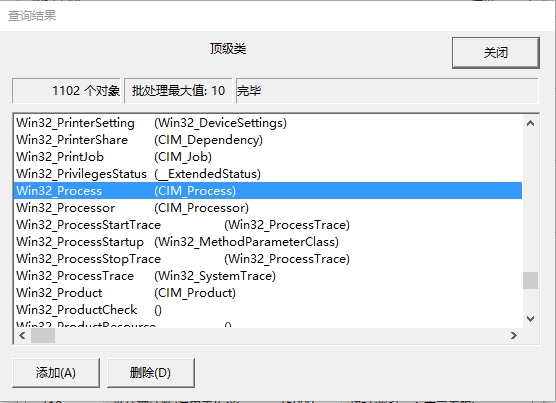 查询结果
顶级类
关闭
1102 个对象 批处理最大值: 10 完毕
Win32_PrinterSetting (Win32_DeviceSettings)
Win32_PrinterShare (CIM_Dependency)
Win32_PrintJob (CIM_Job)
Win32_PrivilegesStatus (__ExtendedStatus)
Win32_Process (CIM_Process)
Win32_Processor (CIM_Processor)
Win32_ProcessStartTrace (Win32_ProcessTrace)
Win32_ProcessStartup (Win32_MethodParameterClass)
Win32_ProcessStopTrace (Win32_ProcessTrace)
Win32_ProcessTrace (Win32_SystemTrace)
Win32_Product (CIM_Product)
Win32_ProductCheck ()
Win32_ProductResource ()
添加(A) 删除(D)